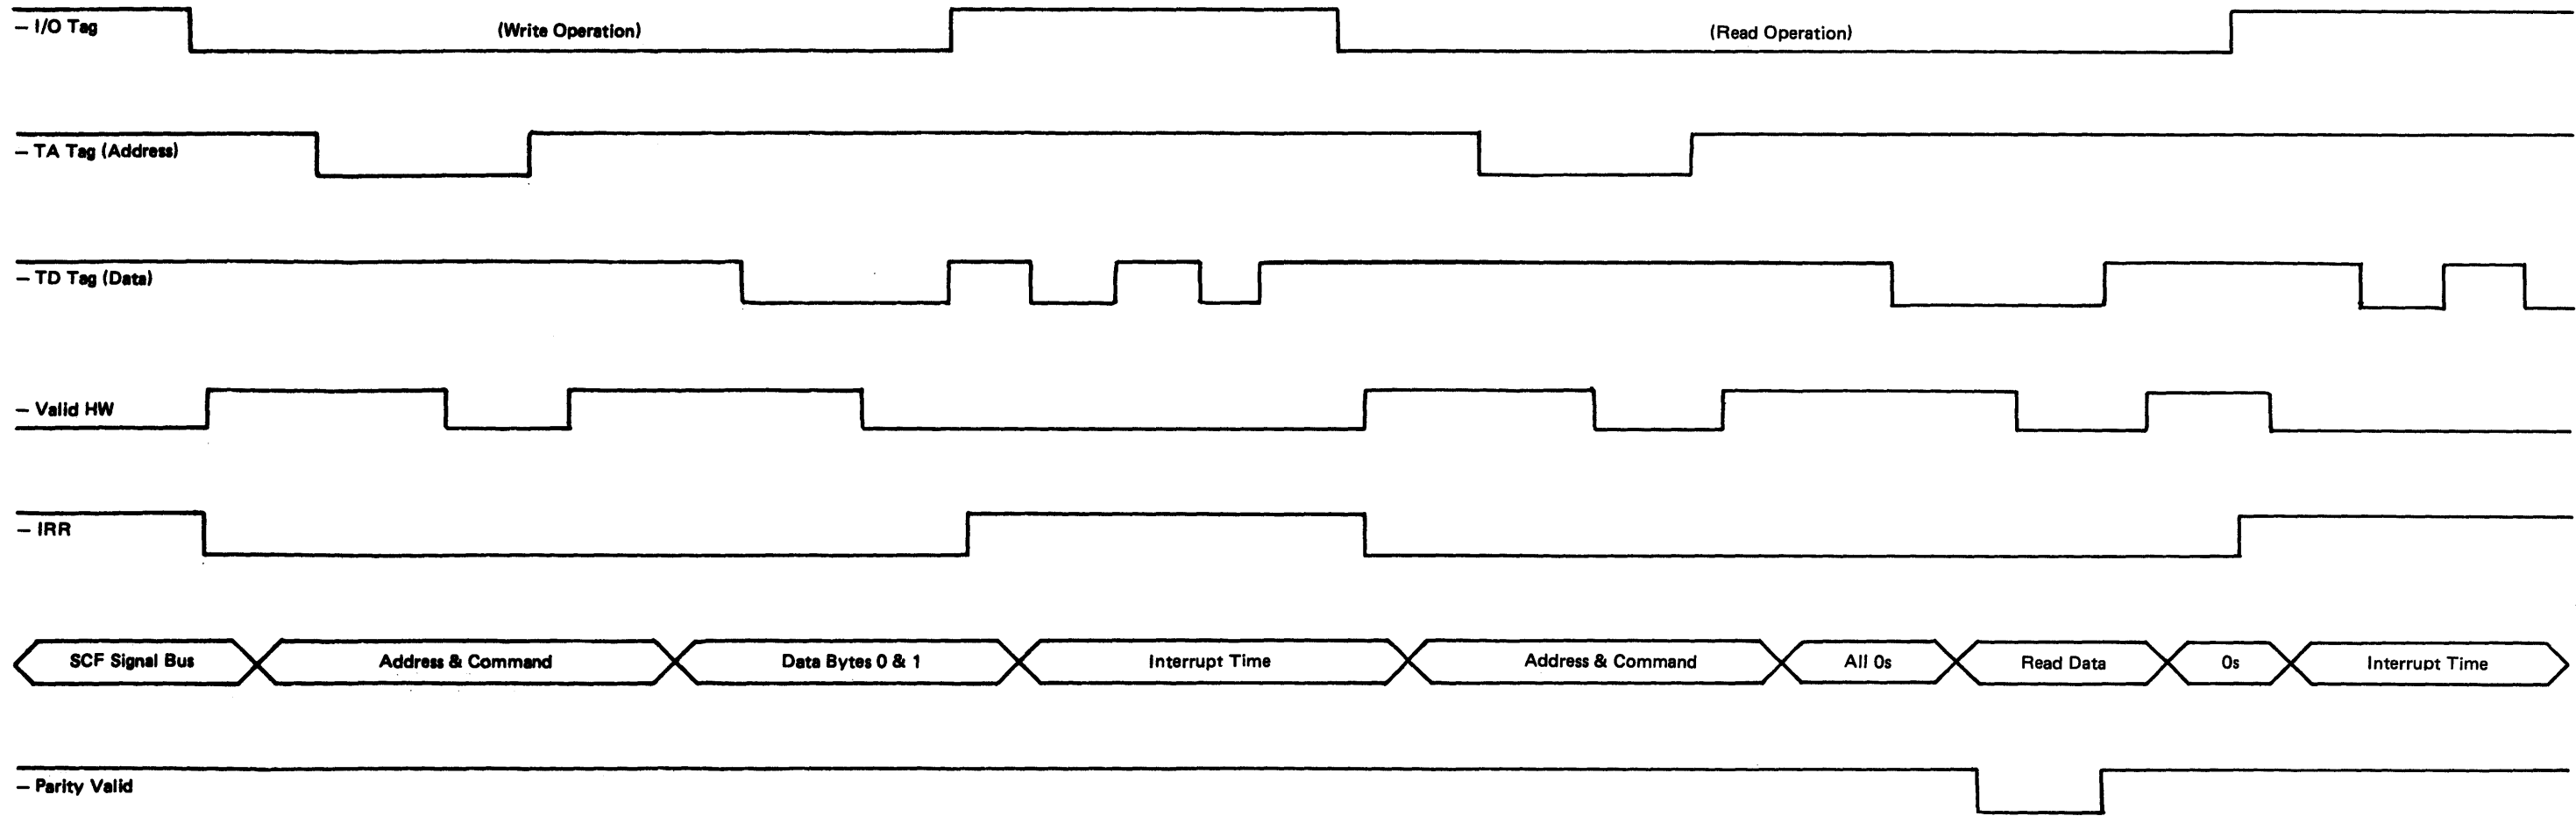 – I/O Tag
(Write Operation)
(Read Operation)
– TA Tag (Address)
– TD Tag (Data)
– Valid HW
– IRR
SCF Signal Bus
Address & Command
Data Bytes 0 & 1
Interrupt Time
Address & Command
All 0s
Read Data
0s
Interrupt Time
– Parity Valid